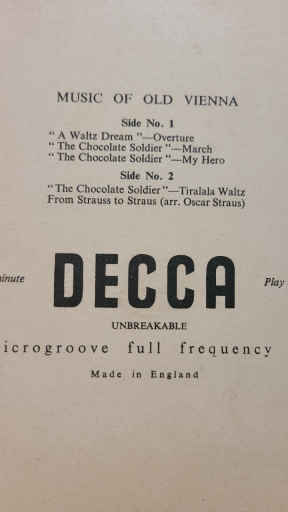 MUSIC OF OLD VIENNA
Side No. 1
" A Waltz Dream "—Overture
" The Chocolate Soldier "—March
" The Chocolate Soldier "—My Hero
Side No. 2
" The Chocolate Soldier "—Tiralala Waltz
From Strauss to Straus (arr. Oscar Straus)
inute DECCA Play
UNBREAKABLE
icrogroove full frequency
Made in England